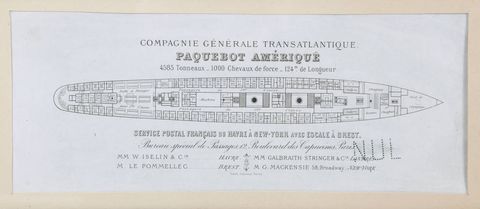 COMPAGNIE GÉNÉRALE TRANSATLANTIQUE.
PAQUEBOT AMÉRIQUE
4585 Tonneaux _ 1000 Chevaux de force _ 124m de Longueur
SERVICE POSTAL FRANÇAIS DU HAVRE À NEW-YORK AVEC ESCALE À BREST.
Bureau spécial de Passages 12 Boulevard des Capucines, Paris
NUL
MM W. ISELIN & Cie HAVRE MM GALBRAITH STRINGER & Cie
M. LE POMMELLEC BREST M. G. MACKENSIE 58, Broadway NEW-YORK